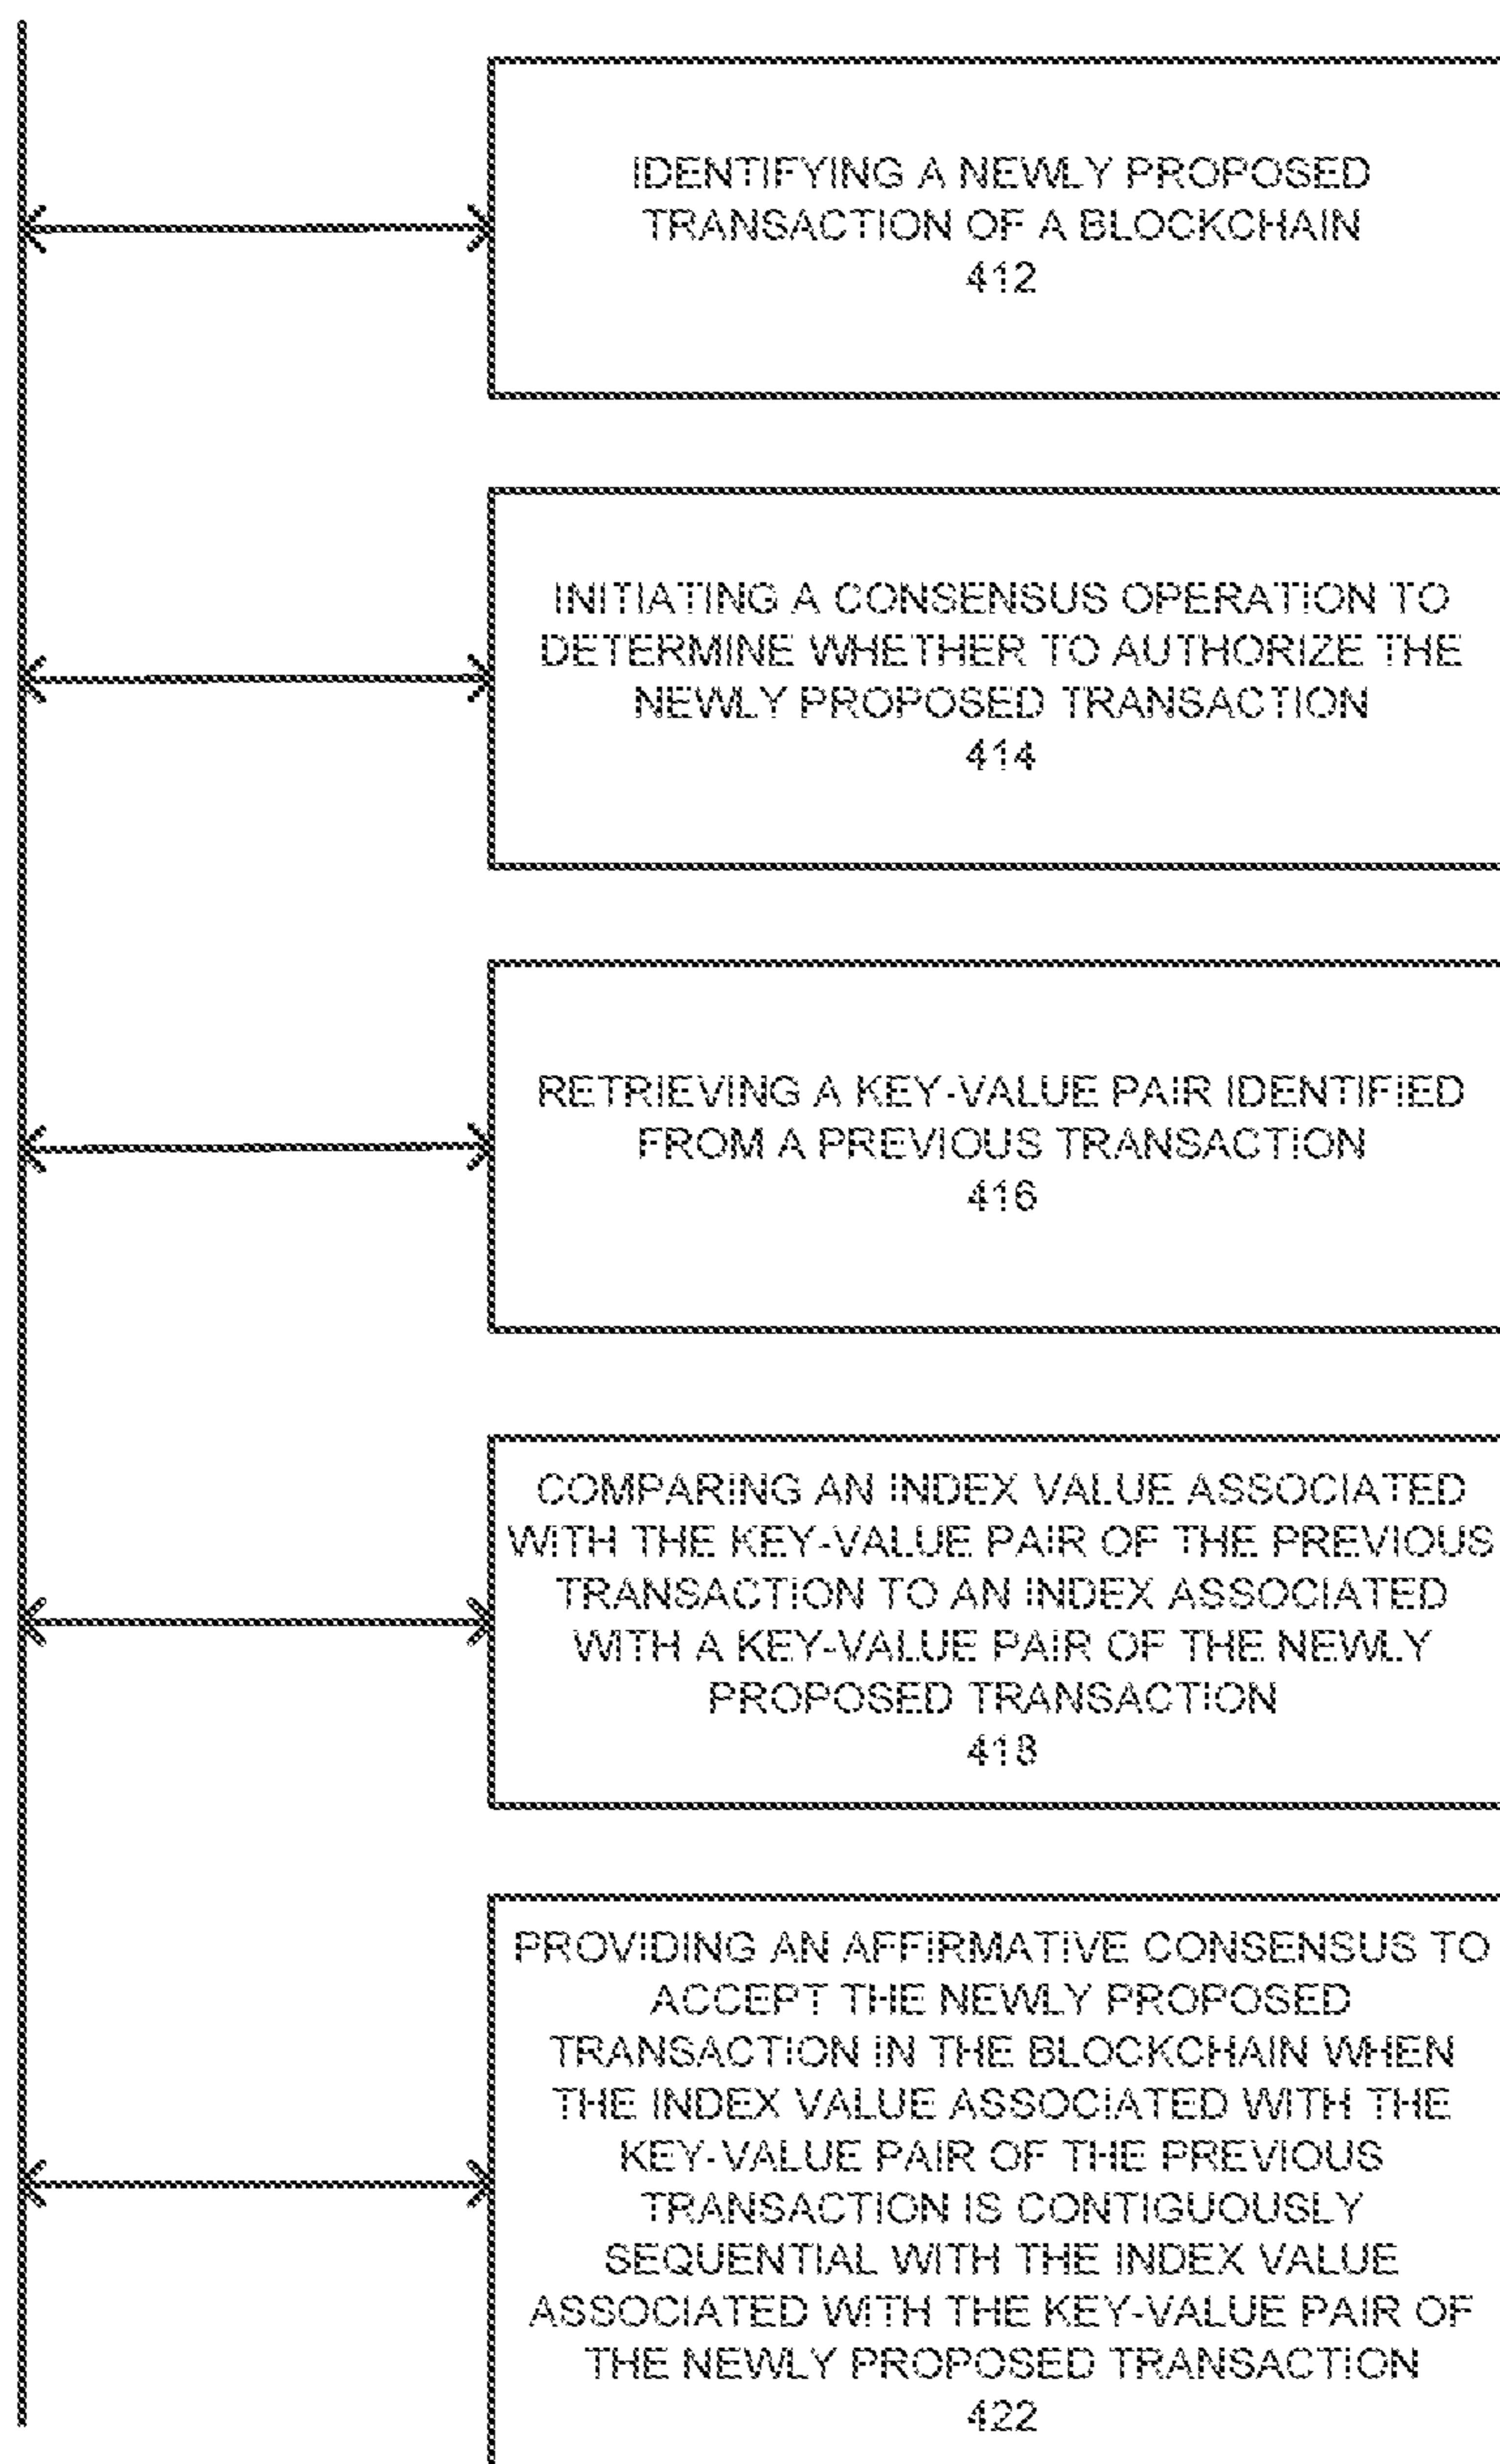 IDENTIFYING A NEWLY PROPOSED
TRANSACTION OF A BLOCKCHAIN
412
INITIATING A CONSENSUS OPERATION TO
DETERMINE WHETHER TO AUTHORIZE THE
NEWLY PROPOSED TRANSACTION
414
RETRIEVING A KEY-VALUE PAIR IDENTIFIED
FROM A PREVIOUS TRANSACTION
416
COMPARING AN INDEX VALUE ASSOCIATED
WITH THE KEY-VALUE PAIR OF THE PREVIOUS
TRANSACTION TO AN INDEX ASSOCIATED
WITH A KEY-VALUE PAIR OF THE NEWLY
PROPOSED TRANSACTION
418
PROVIDING AN AFFIRMATIVE CONSENSUS TO
ACCEPT THE NEWLY PROPOSED
TRANSACTION IN THE BLOCKCHAIN WHEN
THE INDEX VALUE ASSOCIATED WITH THE
KEY-VALUE PAIR OF THE PREVIOUS
TRANSACTION IS CONTIGUOUSLY
SEQUENTIAL WITH THE INDEX VALUE
ASSOCIATED WITH THE KEY-VALUE PAIR OF
THE NEWLY PROPOSED TRANSACTION
422